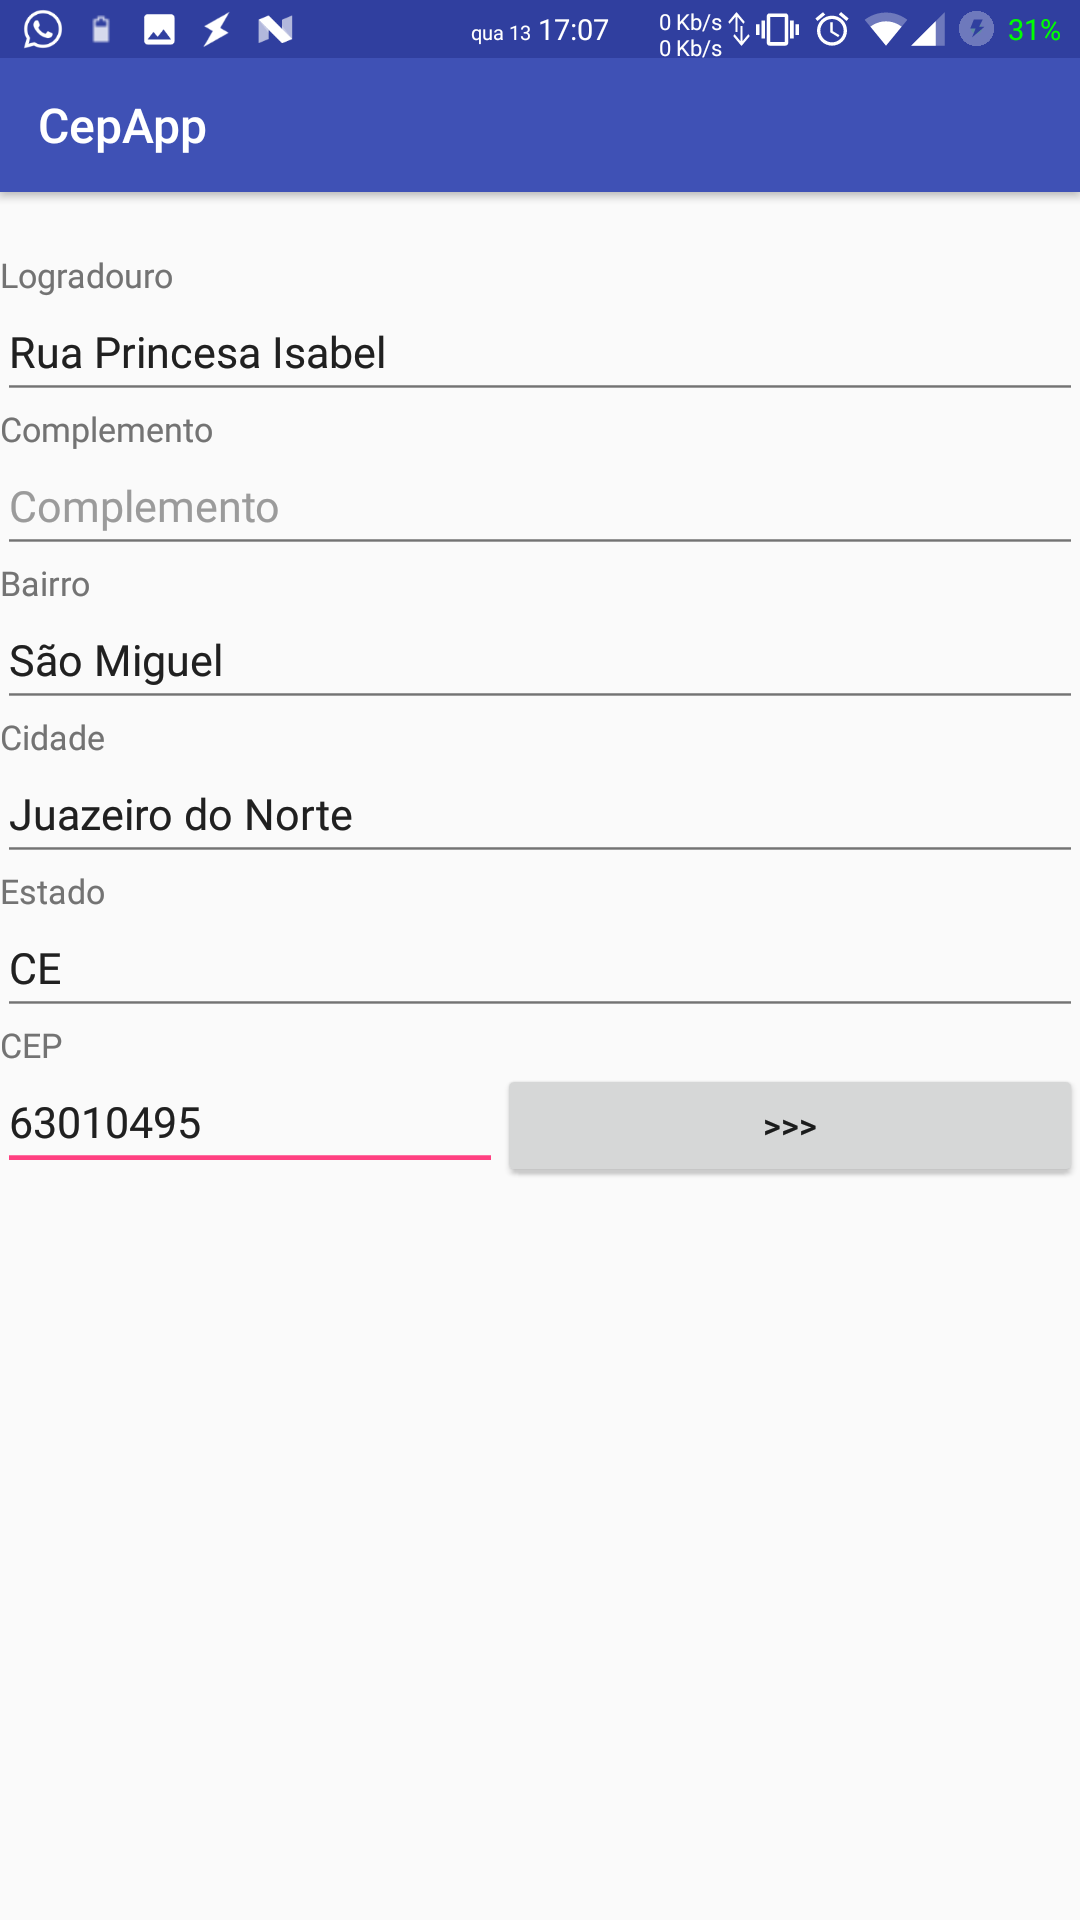 qua 13 17:07
0 Kb/s
0 Kb/s
31%
CepApp
Logradouro
Rua Princesa Isabel
Complemento
Complemento
Bairro
São Miguel
Cidade
Juazeiro do Norte
Estado
CE
CEP
63010495
>>>